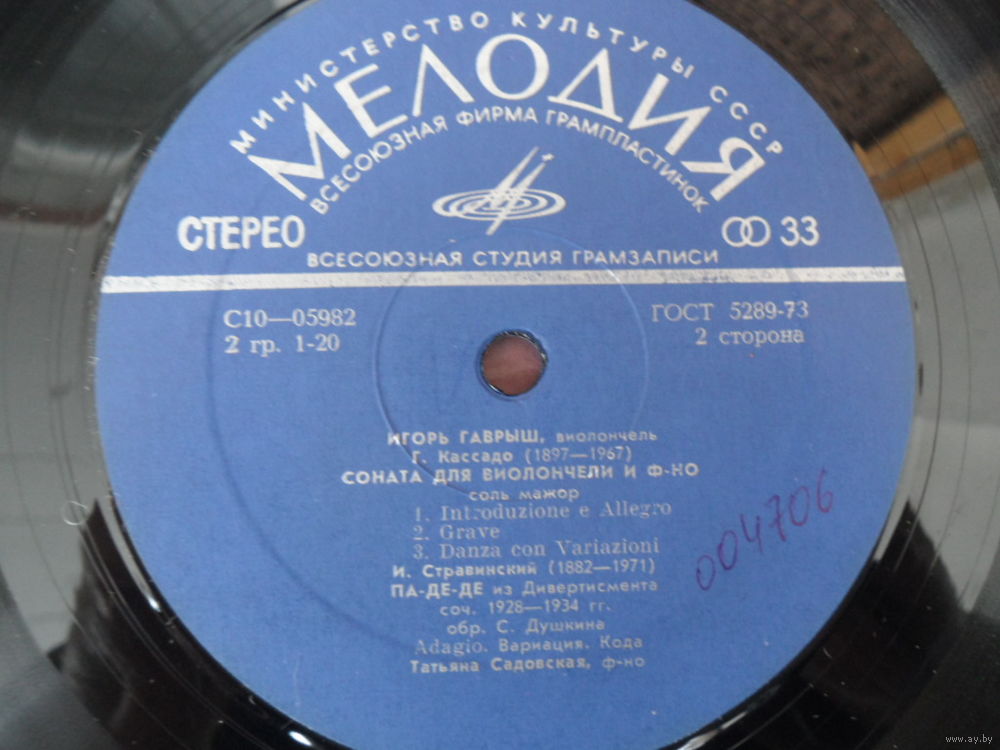 МИНИСТЕРСТВО КУЛЬТУРЫ СССР
МЕЛОДИЯ
ВСЕСОЮЗНАЯ ФИРМА ГРАМПЛАСТИНОК
СТЕРЕО
33
ВСЕСОЮЗНАЯ СТУДИЯ ГРАМЗАПИСИ
С10—05982
ГОСТ 5289-73
2 гр. 1-20
2 сторона
ИГОРЬ ГАВРЫШ, виолончель
Г. Кассадо (1897—1967)
СОНАТА ДЛЯ ВИОЛОНЧЕЛИ И Ф-НО
соль мажор
1. Introduzione e Allegro
2. Grave
3. Danza con Variazioni
И. Стравинский (1882—1971)
ПА-ДЕ-ДЕ из Дивертисмента
соч. 1928—1934 гг.
обр. С. Душкина
Adagio. Вариация. Кода
Татьяна Садовская, ф-но
004706
www.ay.by